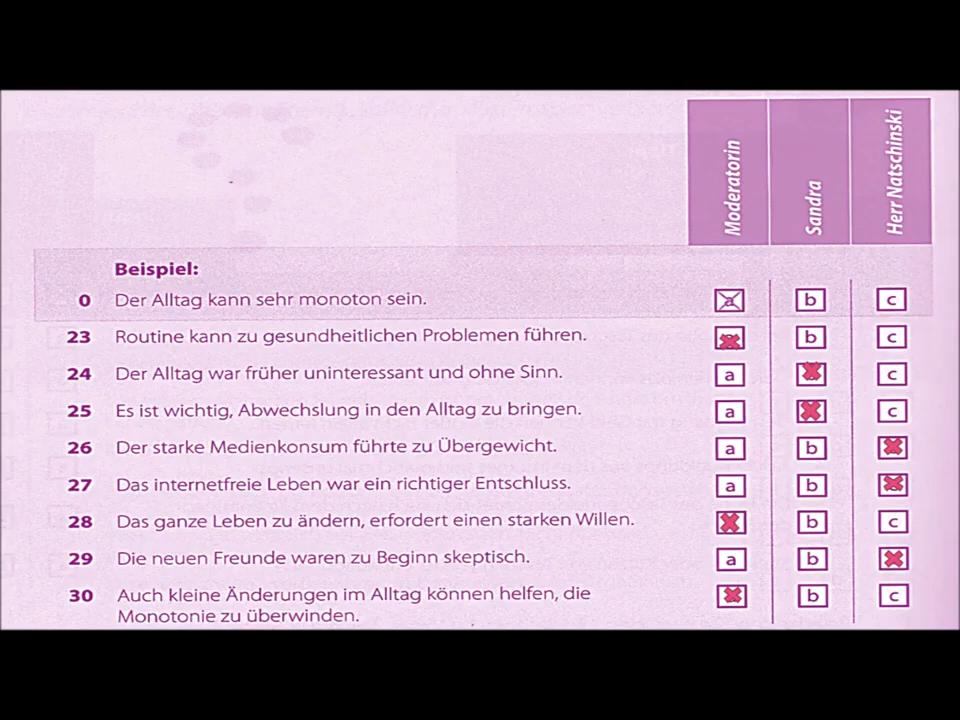 Moderatorin Sandra Herr Natschinski
Beispiel:
0 Der Alltag kann sehr monoton sein. a b c
23 Routine kann zu gesundheitlichen Problemen führen. b c
24 Der Alltag war früher uninteressant und ohne Sinn. a c
25 Es ist wichtig, Abwechslung in den Alltag zu bringen. a c
26 Der starke Medienkonsum führte zu Übergewicht. a b
27 Das internetfreie Leben war ein richtiger Entschluss. a b
28 Das ganze Leben zu ändern, erfordert einen starken Willen. b c
29 Die neuen Freunde waren zu Beginn skeptisch. a b
30 Auch kleine Änderungen im Alltag können helfen, die b c
Monotonie zu überwinden.